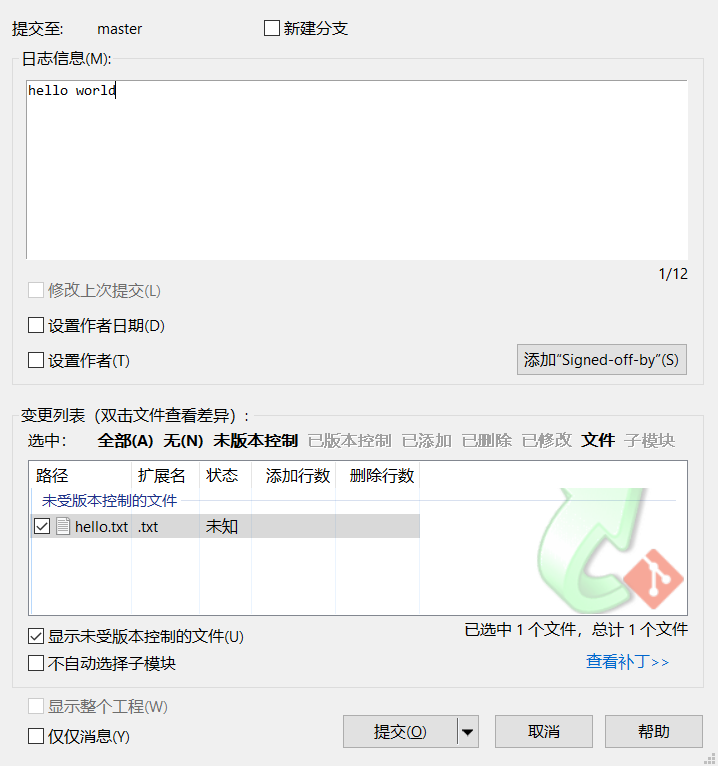 提交至: master 新建分支
日志信息(M):
hello world
1/12
修改上次提交(L)
设置作者日期(D)
设置作者(T) 添加“Signed-off-by”(S)
变更列表（双击文件查看差异）:
选中: 全部(A) 无(N) 未版本控制 已版本控制 已添加 已删除 已修改 文件 子模块
路径 扩展名 状态 添加行数 删除行数
未受版本控制的文件
hello.txt .txt 未知
显示未受版本控制的文件(U) 已选中 1 个文件，总计 1 个文件
不自动选择子模块 查看补丁>>
显示整个工程(W)
仅仅消息(Y) 提交(O) 取消 帮助